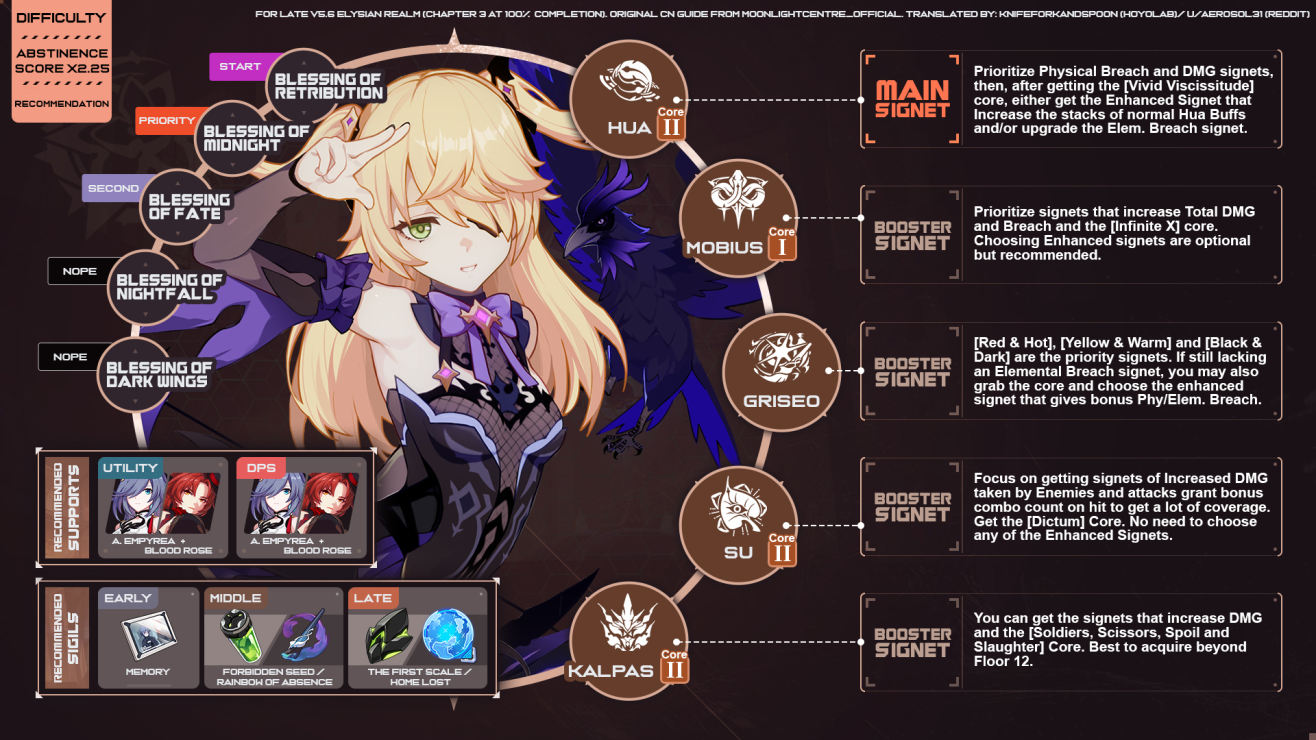 DIFFICULTY
ABSTINENCE
SCORE X2.25
RECOMMENDATION
FOR LATE V5.6 ELYSIAN REALM (CHAPTER 3 AT 100% COMPLETION). ORIGINAL CN GUIDE FROM MOONLIGHTCENTRE_OFFICIAL. TRANSLATED BY: KNIFEFORKANDSPOON (HOYOLAB)/ U/AEROSOL31 (REDDIT)
START
BLESSING OF
RETRIBUTION
PRIORITY
BLESSING OF
MIDNIGHT
SECOND
BLESSING
OF FATE
NOPE
BLESSING OF
NIGHTFALL
NOPE
BLESSING OF
DARK WINGS
RECOMMENDED
SUPPORTS
UTILITY
A. EMPYREA +
BLOOD ROSE
DPS
A. EMPYREA +
BLOOD ROSE
RECOMMENDED
SIGILS
EARLY
MEMORY
MIDDLE
FORBIDDEN SEED /
RAINBOW OF ABSENCE
LATE
THE FIRST SCALE /
HOME LOST
HUA
Core
II
MAIN
SIGNET
Prioritize Physical Breach and DMG signets,
then, after getting the [Vivid Viscissitude]
core, either get the Enhanced Signet that
Increase the stacks of normal Hua Buffs
and/or upgrade the Elem. Breach signet.
MOBIUS
Core
I
BOOSTER
SIGNET
Prioritize signets that increase Total DMG
and Breach and the [Infinite X] core.
Choosing Enhanced signets are optional
but recommended.
GRISEO
BOOSTER
SIGNET
[Red & Hot], [Yellow & Warm] and [Black &
Dark] are the priority signets. If still lacking
an Elemental Breach signet, you may also
grab the core and choose the enhanced
signet that gives bonus Phy/Elem. Breach.
SU
Core
II
BOOSTER
SIGNET
Focus on getting signets of Increased DMG
taken by Enemies and attacks grant bonus
combo count on hit to get a lot of coverage.
Get the [Dictum] Core. No need to choose
any of the Enhanced Signets.
KALPAS
Core
II
BOOSTER
SIGNET
You can get the signets that increase DMG
and the [Soldiers, Scissors, Spoil and
Slaughter] Core. Best to acquire beyond
Floor 12.